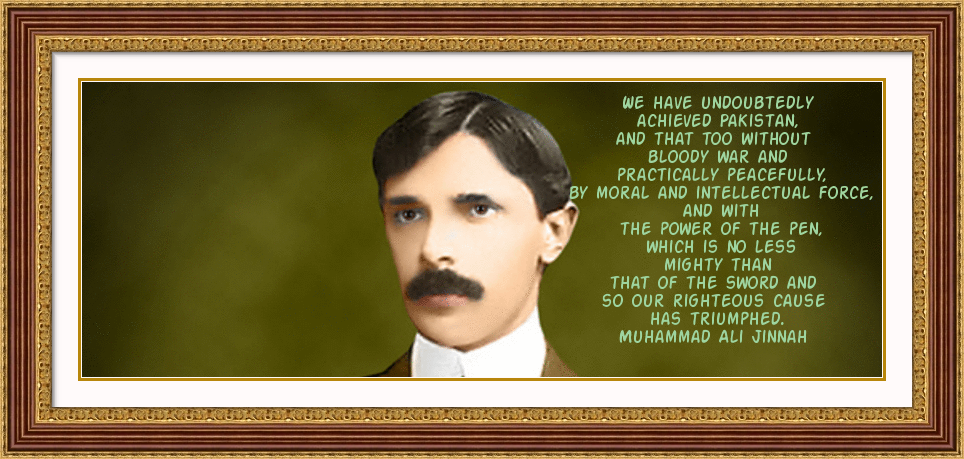 WE HAVE UNDOUBTEDLY
ACHIEVED PAKISTAN,
AND THAT TOO WITHOUT
BLOODY WAR AND
PRACTICALLY PEACEFULLY,
BY MORAL AND INTELLECTUAL FORCE,
AND WITH
THE POWER OF THE PEN,
WHICH IS NO LESS
MIGHTY THAN
THAT OF THE SWORD AND
SO OUR RIGHTEOUS CAUSE
HAS TRIUMPHED.
MUHAMMAD ALI JINNAH